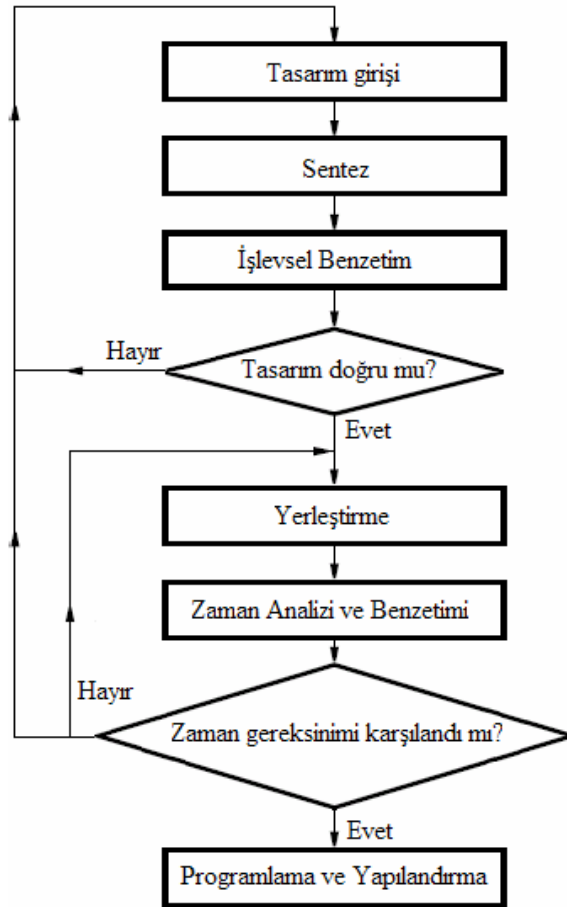 Tasarım girişi
Sentez
İşlevsel Benzetim
Hayır
Tasarım doğru mu?
Evet
Yerleştirme
Zaman Analizi ve Benzetimi
Hayır
Zaman gereksinimi karşılandı mı?
Evet
Programlama ve Yapılandırma